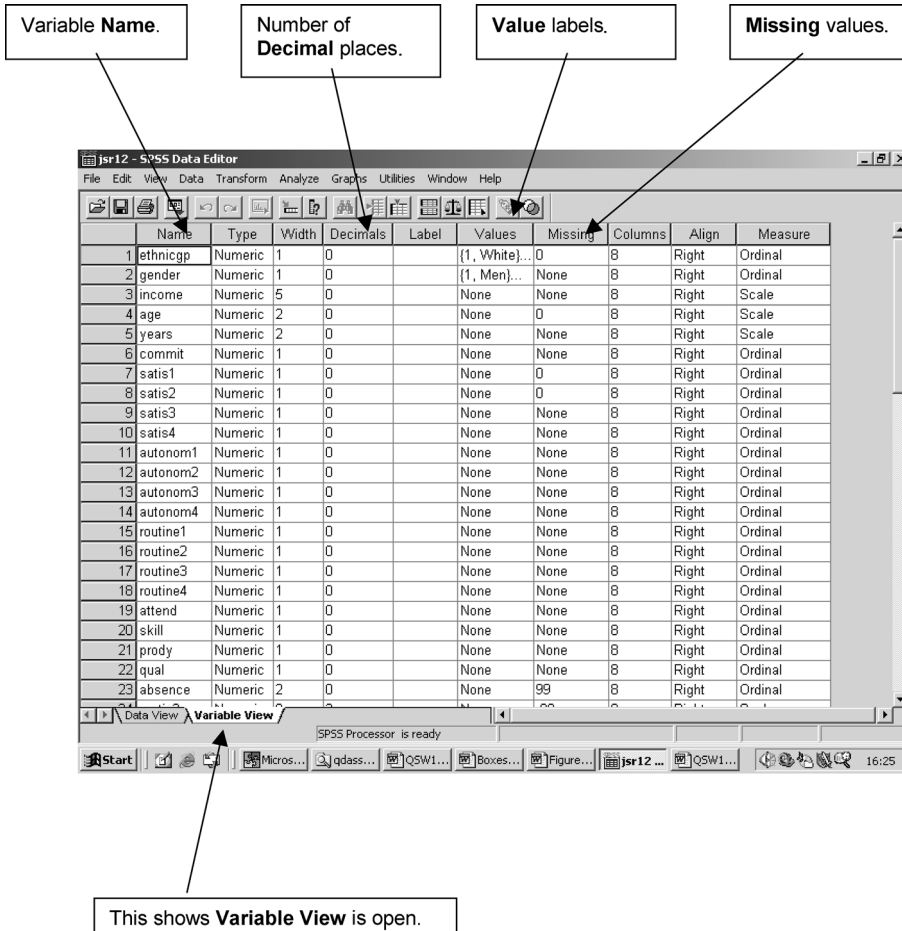 Variable Name.
Number of
Decimal places.
Value labels.
Missing values.
jsr12 - SPSS Data Editor
File Edit View Data Transform Analyze Graphs Utilities Window Help
Name Type Width Decimals Label Values Missing Columns Align Measure
1 ethnicgp Numeric 1 0 {1, White}... 0 8 Right Ordinal
2 gender Numeric 1 0 {1, Men}... None 8 Right Ordinal
3 income Numeric 5 0 None None 8 Right Scale
4 age Numeric 2 0 None 0 8 Right Scale
5 years Numeric 2 0 None None 8 Right Scale
6 commit Numeric 1 0 None None 8 Right Ordinal
7 satis1 Numeric 1 0 None 0 8 Right Ordinal
8 satis2 Numeric 1 0 None 0 8 Right Ordinal
9 satis3 Numeric 1 0 None None 8 Right Ordinal
10 satis4 Numeric 1 0 None None 8 Right Ordinal
11 autonom1 Numeric 1 0 None None 8 Right Ordinal
12 autonom2 Numeric 1 0 None None 8 Right Ordinal
13 autonom3 Numeric 1 0 None None 8 Right Ordinal
14 autonom4 Numeric 1 0 None None 8 Right Ordinal
15 routine1 Numeric 1 0 None None 8 Right Ordinal
16 routine2 Numeric 1 0 None None 8 Right Ordinal
17 routine3 Numeric 1 0 None None 8 Right Ordinal
18 routine4 Numeric 1 0 None None 8 Right Ordinal
19 attend Numeric 1 0 None None 8 Right Ordinal
20 skill Numeric 1 0 None None 8 Right Ordinal
21 prody Numeric 1 0 None None 8 Right Ordinal
22 qual Numeric 1 0 None None 8 Right Ordinal
23 absence Numeric 2 0 None 99 8 Right Ordinal
Data View Variable View
SPSS Processor is ready
Start Micros... qdass... QSW1... Boxes... Figure... jsr12 ... QSW1... 16:25
This shows Variable View is open.